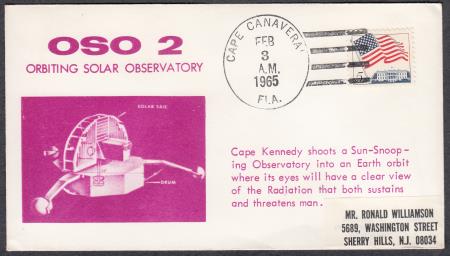 OSO 2
ORBITING SOLAR OBSERVATORY
CAPE CANAVERAL
FEB
3
A.M.
1965
FLA.
SOLAR SAIL
DRUM
Cape Kennedy shoots a Sun-Snoop-
ing Observatory into an Earth orbit
where its eyes will have a clear view
of the Radiation that both sustains
and threatens man.
MR. RONALD WILLIAMSON
5689, WASHINGTON STREET
SHERRY HILLS, N.J. 08034